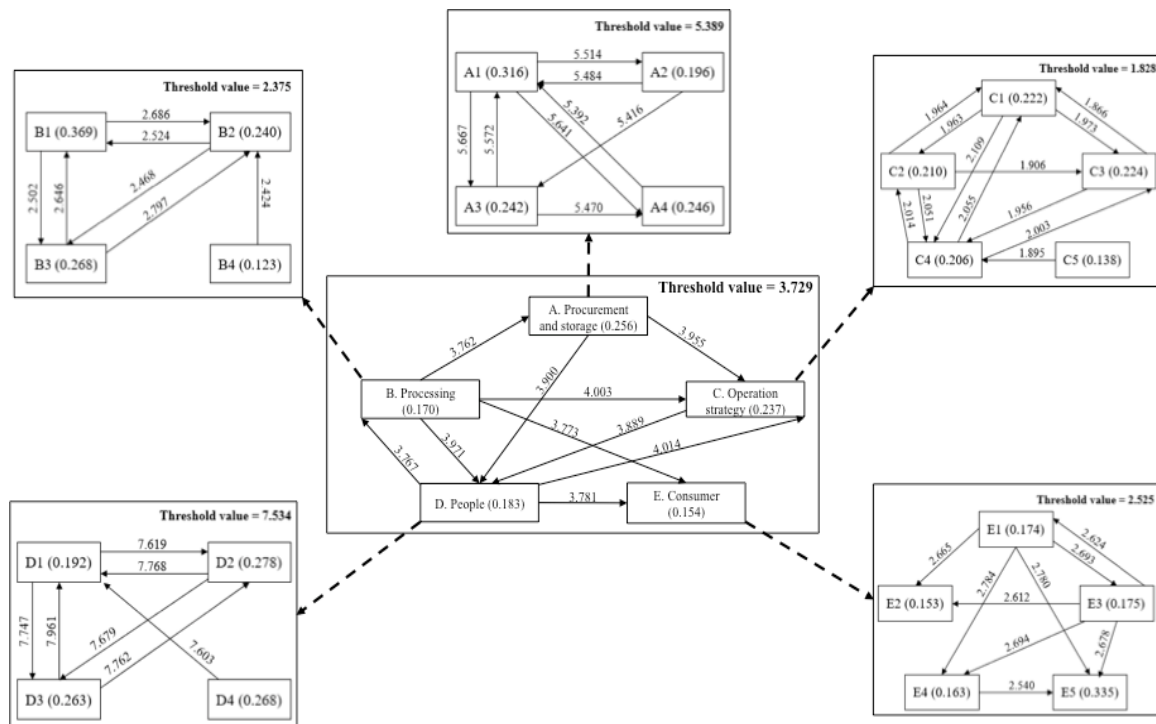 Threshold value = 5.389
A1 (0.316)
5.514
5.484
A2 (0.196)
5.667
5.572
5.392
5.641
5.416
A3 (0.242)
5.470
A4 (0.246)
Threshold value = 2.375
B1 (0.369)
2.686
2.524
B2 (0.240)
2.502
2.646
2.468
2.797
2.424
B3 (0.268)
B4 (0.123)
Threshold value = 1.828
C1 (0.222)
1.964
1.963
1.866
1.973
2.109
C2 (0.210)
1.906
C3 (0.224)
2.014
2.051
2.055
1.956
2.003
C4 (0.206)
1.895
C5 (0.138)
Threshold value = 3.729
A. Procurement
and storage (0.256)
3.762
3.955
3.900
B. Processing
(0.170)
4.003
C. Operation
strategy (0.237)
3.773
3.889
3.971
3.767
4.014
D. People (0.183)
3.781
E. Consumer
(0.154)
Threshold value = 7.534
D1 (0.192)
7.619
7.768
D2 (0.278)
7.747
7.961
7.679
7.762
7.603
D3 (0.263)
D4 (0.268)
Threshold value = 2.525
E1 (0.174)
2.665
2.624
2.693
2.784
2.780
E2 (0.153)
2.612
E3 (0.175)
2.694
2.678
E4 (0.163)
2.540
E5 (0.335)